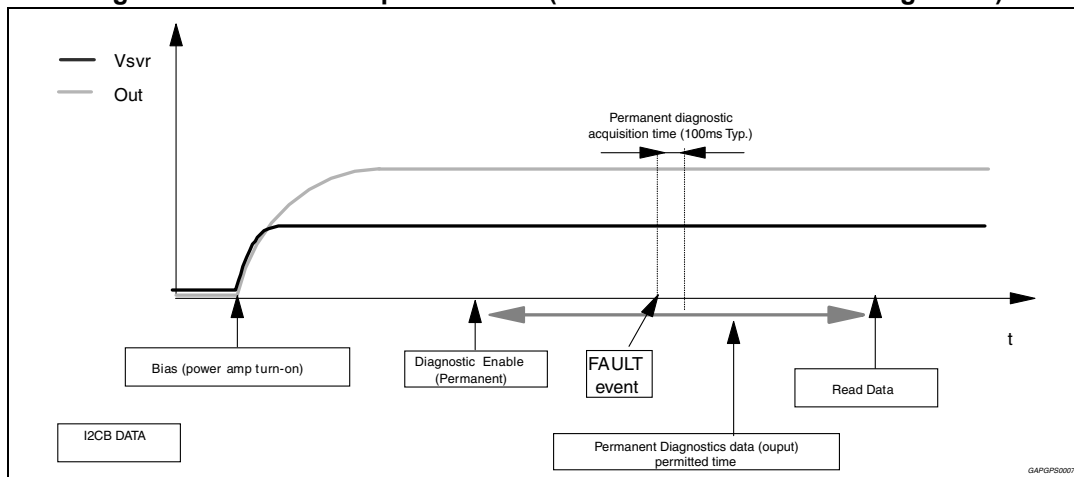 Vsvr
Out
Permanent diagnostic
acquisition time (100ms Typ.)
t
Bias (power amp turn-on)
Diagnostic Enable
(Permanent)
FAULT
event
Read Data
I2CB DATA
Permanent Diagnostics data (ouput)
permitted time
GAPGPS0007